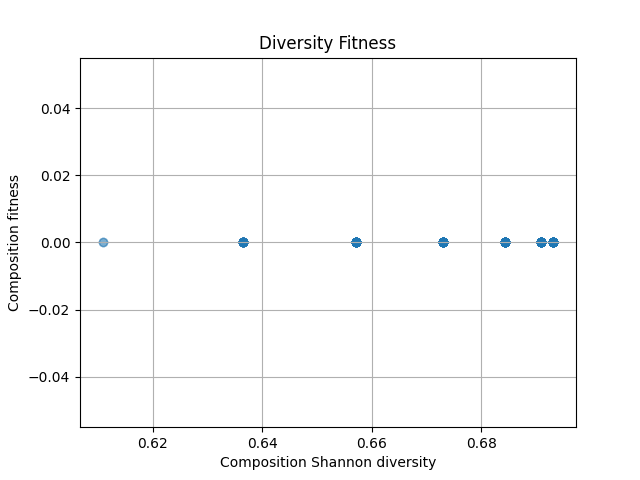 Diversity Fitness
Composition fitness
0.04
0.02
0.00
−0.02
−0.04
0.62 0.64 0.66 0.68
Composition Shannon diversity